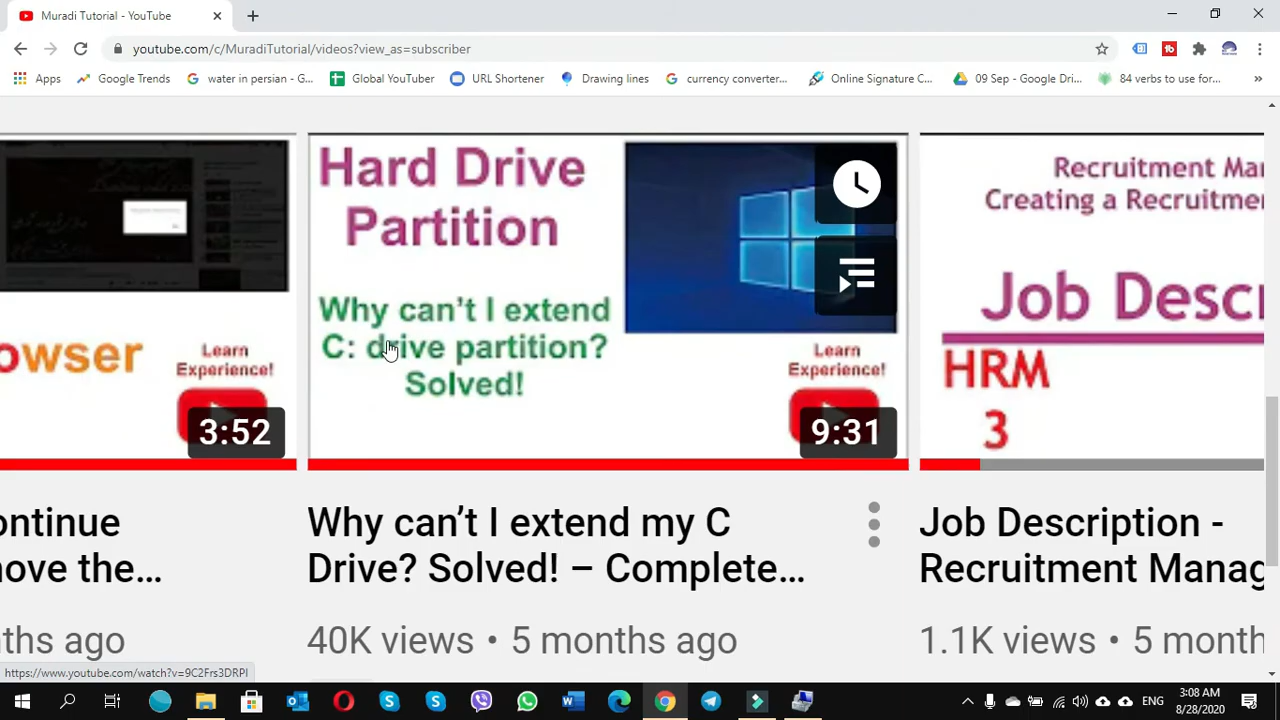 Muradi Tutorial - YouTube
youtube.com/c/MuradiTutorial/videos?view_as=subscriber
Apps
Google Trends
water in persian - G...
Global YouTuber
URL Shortener
Drawing lines
currency converter...
Online Signature C...
09 Sep - Google Dri...
84 verbs to use for...
»
owser
Learn
Experience!
3:52
Hard Drive
Partition
Why can't I extend
C: drive partition?
Solved!
Learn
Experience!
9:31
Recruitment Ma
Creating a Recruitme
Job Desc
HRM
3
ontinue
nove the...
ths ago
Why can't I extend my C
Drive? Solved! – Complete...
40K views • 5 months ago
Job Description -
Recruitment Manag
1.1K views • 5 month
https://www.youtube.com/watch?v=9C2Frs3DRPI
ENG
3:08 AM
8/28/2020